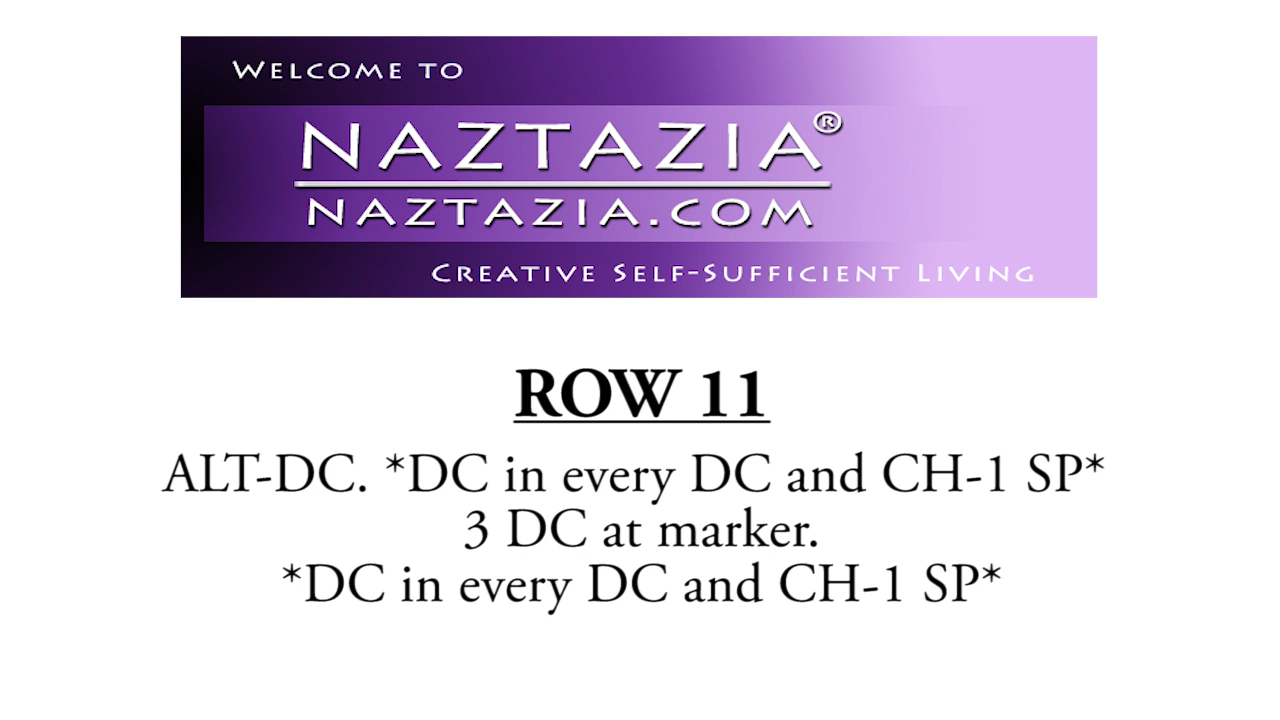 Welcome to
NAZTAZIA®
NAZTAZIA.COM
Creative Self-Sufficient Living
ROW 11
ALT-DC. *DC in every DC and CH-1 SP*
3 DC at marker.
*DC in every DC and CH-1 SP*